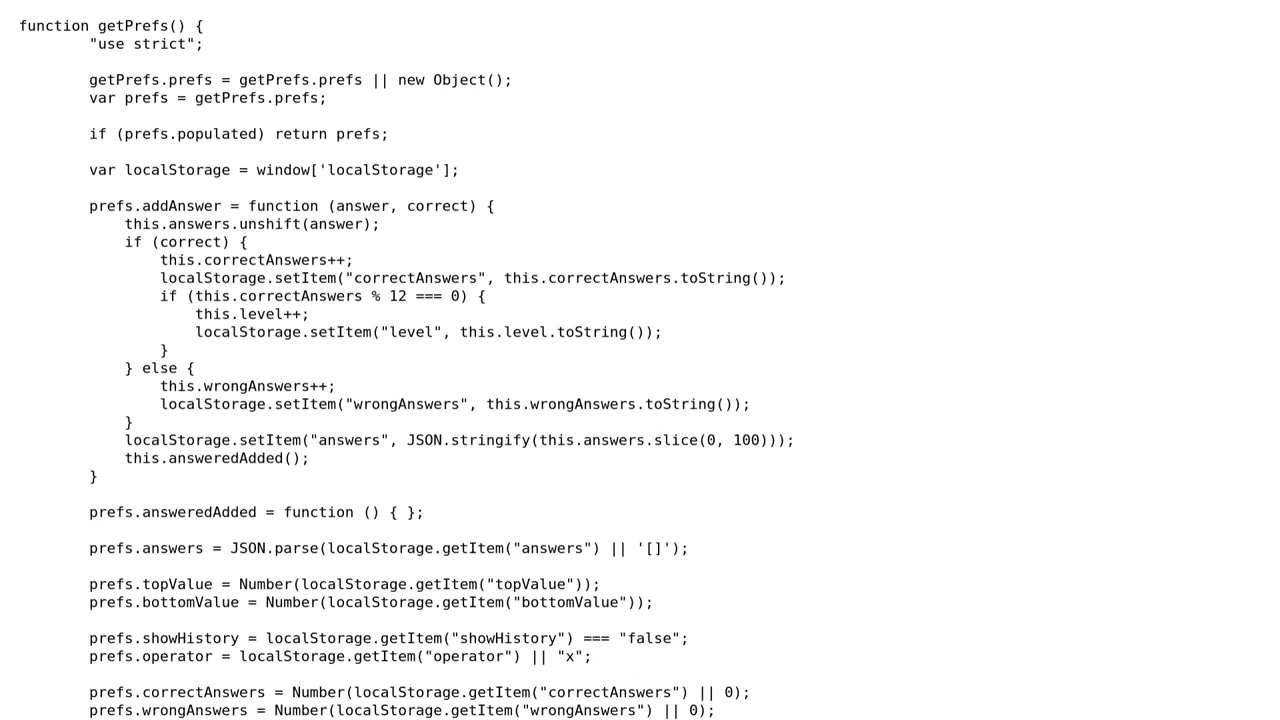 function getPrefs() {
"use strict";
getPrefs.prefs = getPrefs.prefs || new Object();
var prefs = getPrefs.prefs;
if (prefs.populated) return prefs;
var localStorage = window['localStorage'];
prefs.addAnswer = function (answer, correct) {
this.answers.unshift(answer);
if (correct) {
this.correctAnswers++;
localStorage.setItem("correctAnswers", this.correctAnswers.toString());
if (this.correctAnswers % 12 === 0) {
this.level++;
localStorage.setItem("level", this.level.toString());
}
} else {
this.wrongAnswers++;
localStorage.setItem("wrongAnswers", this.wrongAnswers.toString());
}
localStorage.setItem("answers", JSON.stringify(this.answers.slice(0, 100)));
this.answeredAdded();
}
prefs.answeredAdded = function () { };
prefs.answers = JSON.parse(localStorage.getItem("answers") || '[]');
prefs.topValue = Number(localStorage.getItem("topValue"));
prefs.bottomValue = Number(localStorage.getItem("bottomValue"));
prefs.showHistory = localStorage.getItem("showHistory") === "false";
prefs.operator = localStorage.getItem("operator") || "x";
prefs.correctAnswers = Number(localStorage.getItem("correctAnswers") || 0);
prefs.wrongAnswers = Number(localStorage.getItem("wrongAnswers") || 0);